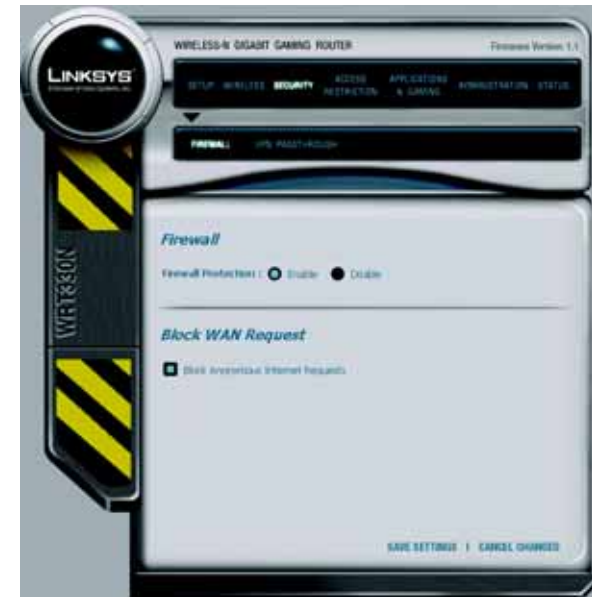 WIRELESS-N GIGABIT GAMING ROUTER
Firmware Version 1.1
LINKSYS
SETUP WIRELESS SECURITY ACCESS RESTRICTION APPLICATIONS & GAMING ADMINISTRATION STATUS
FIREWALL VPN PASSTHROUGH
WRT330N
Firewall
Firewall Protection : Enable Disable
Block WAN Request
Block Anonymous Internet Requests
SAVE SETTINGS | CANCEL CHANGES